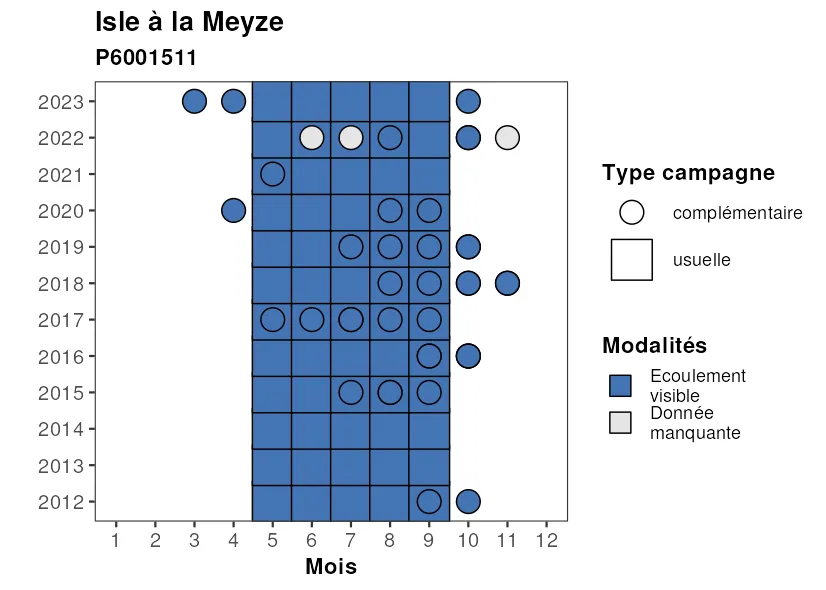 Isle à la Meyze
P6001511
2023
2022
2021
2020
2019
2018
2017
2016
2015
2014
2013
2012
1 2 3 4 5 6 7 8 9 10 11 12
Mois
Type campagne
complémentaire
usuelle
Modalités
Ecoulement
visible
Donnée
manquante